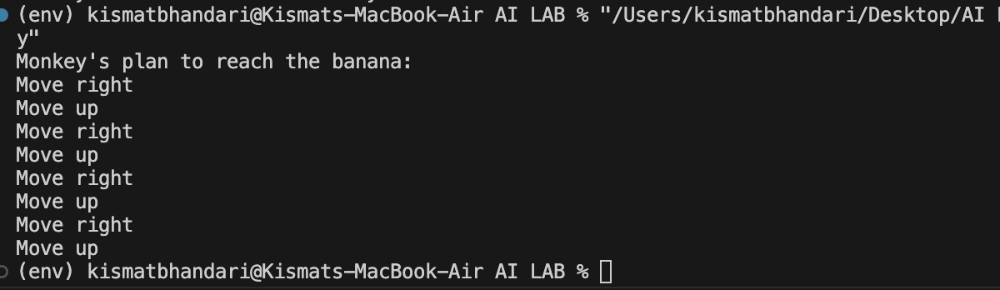 (env) kismatbhandari@Kismats-MacBook-Air AI LAB % "/Users/kismatbhandari/Desktop/AI
y"
Monkey's plan to reach the banana:
Move right
Move up
Move right
Move up
Move right
Move up
Move right
Move up
(env) kismatbhandari@Kismats-MacBook-Air AI LAB %